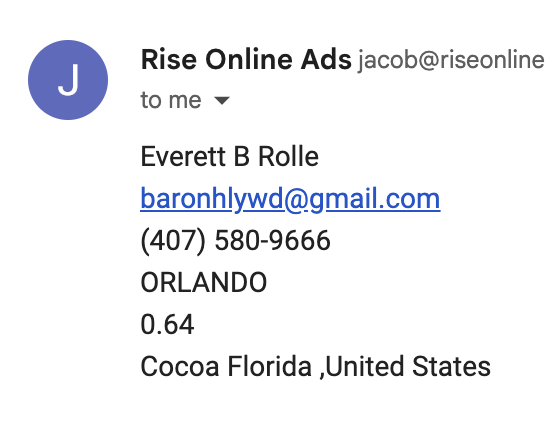 J
Rise Online Ads jacob@riseonline
to me
Everett B Rolle
baronhlywd@gmail.com
(407) 580-9666
ORLANDO
0.64
Cocoa Florida ,United States